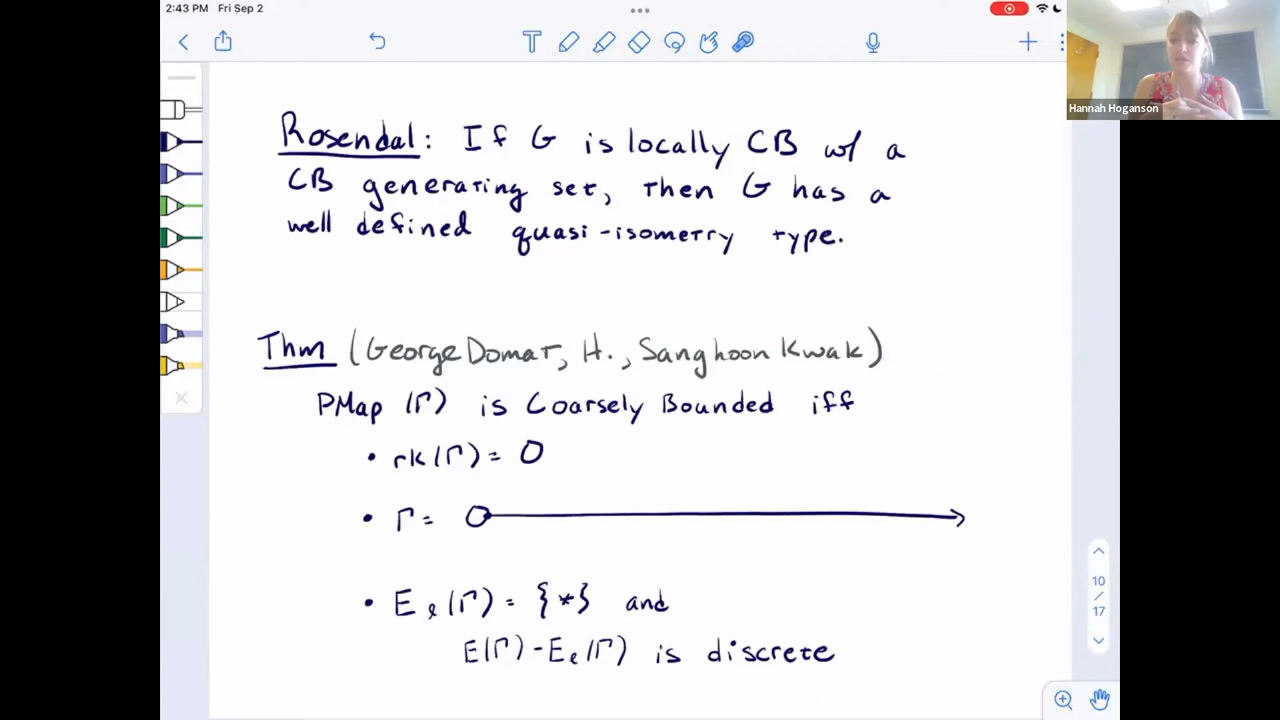 2:43 PM Fri Sep 2
Hannah Hoganson
Rosendal: If G is locally CB w/ a
CB generating set, then G has a
well defined quasi-isometry type.
Thm (George Domat, H., Sanghoon Kwak)
PMap (Γ) is Coarsely Bounded iff
• rk(Γ) = 0
• Γ =
• Eℓ(Γ) = {*} and
E(Γ) - Eℓ(Γ) is discrete
10
/
17